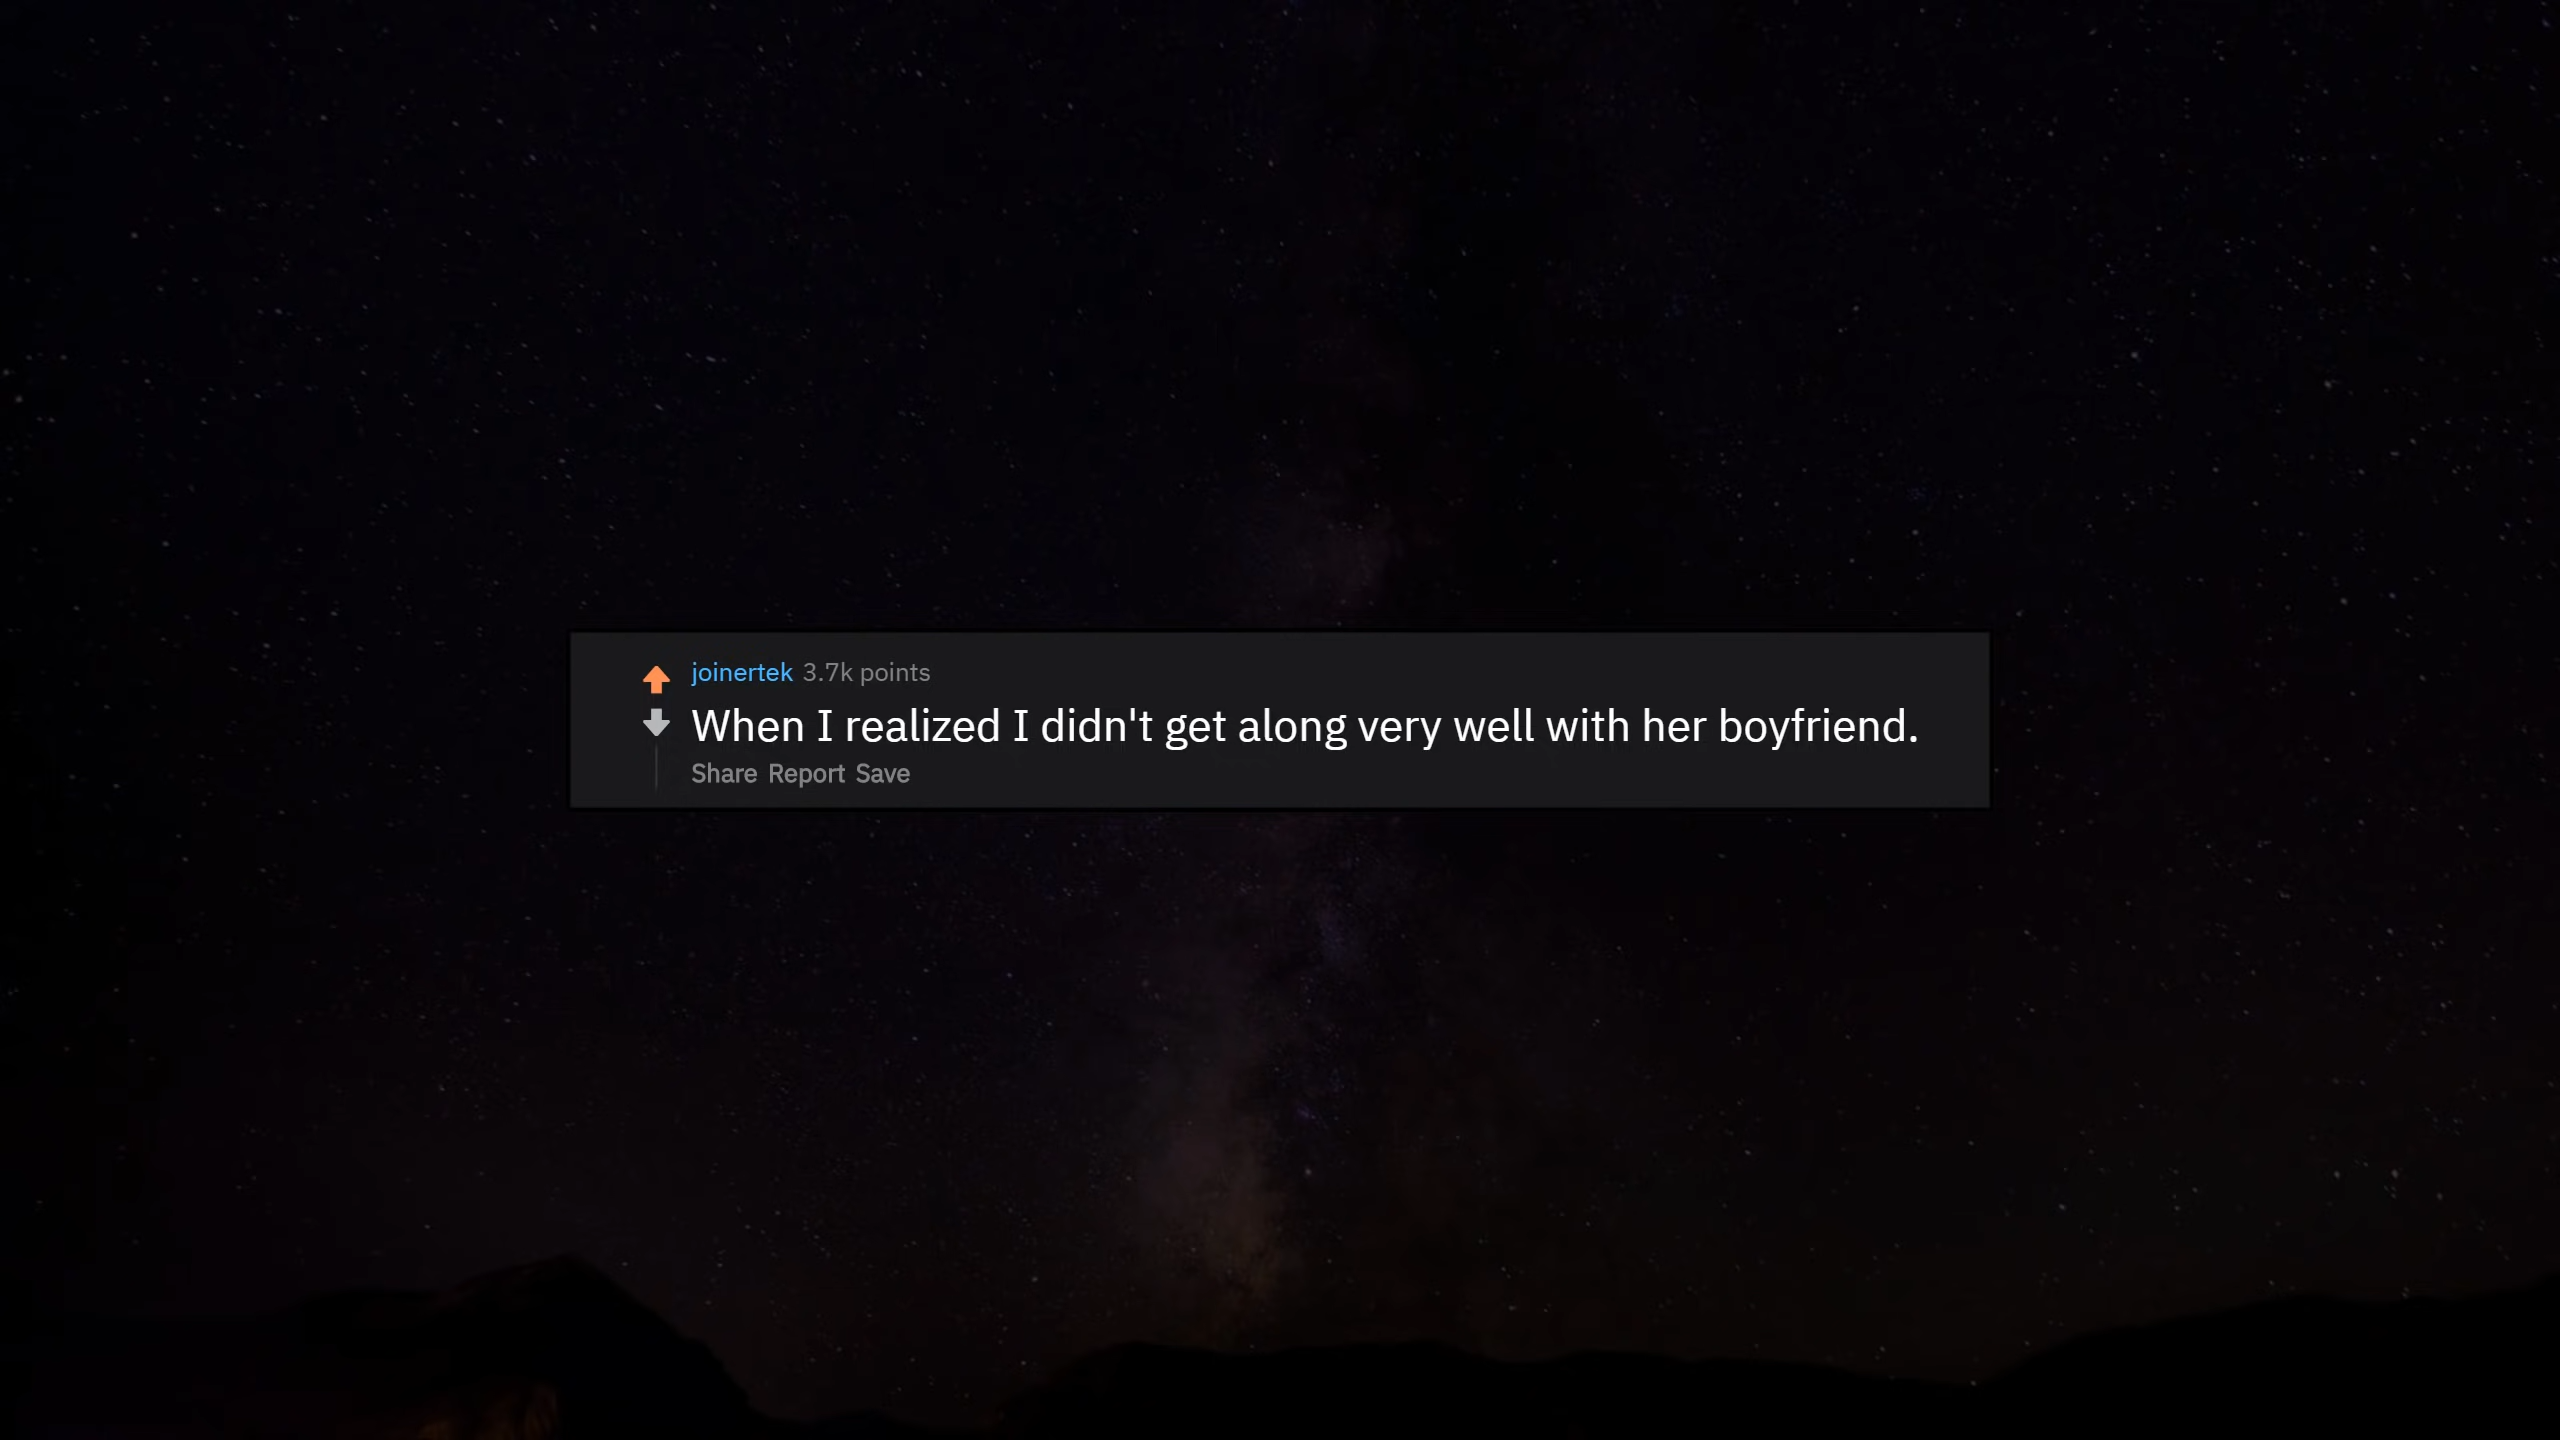 joinertek 3.7k points
When I realized I didn't get along very well with her boyfriend.
Share Report Save